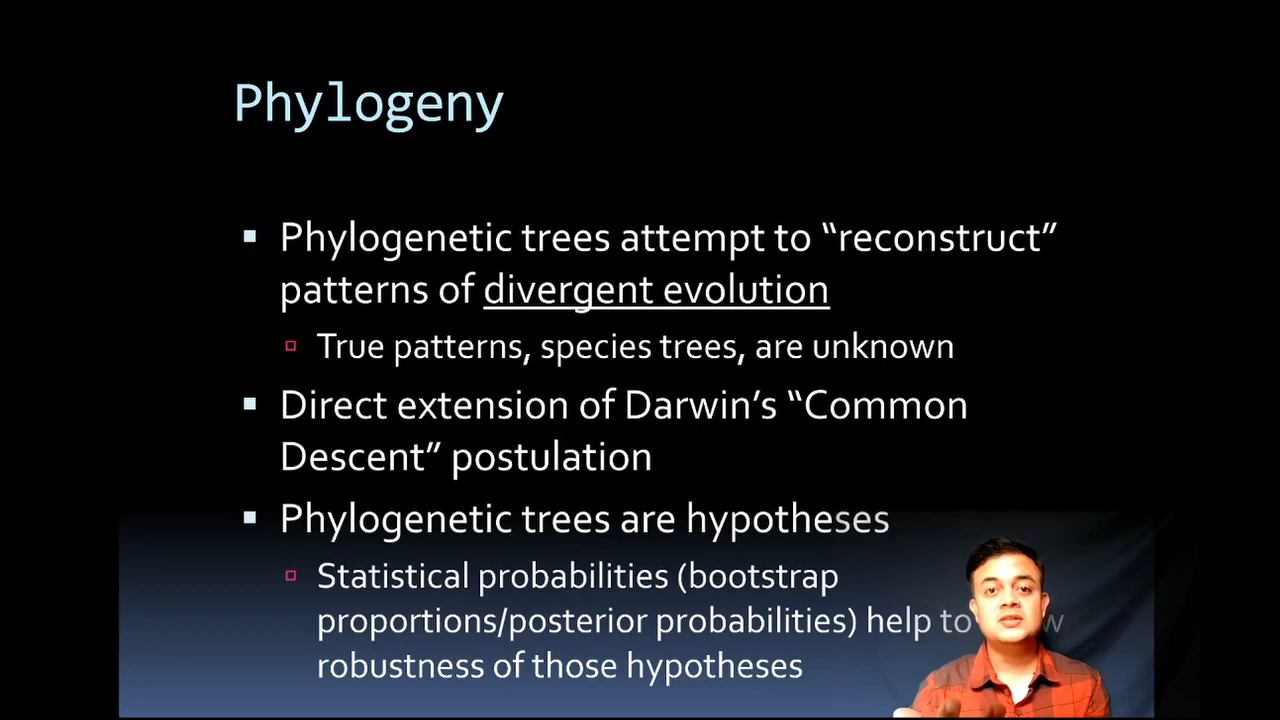 Phylogeny
▪ Phylogenetic trees attempt to “reconstruct”
patterns of divergent evolution
▫ True patterns, species trees, are unknown
▪ Direct extension of Darwin’s “Common
Descent” postulation
▪ Phylogenetic trees are hypotheses
▫ Statistical probabilities (bootstrap
proportions/posterior probabilities) help to
robustness of those hypotheses